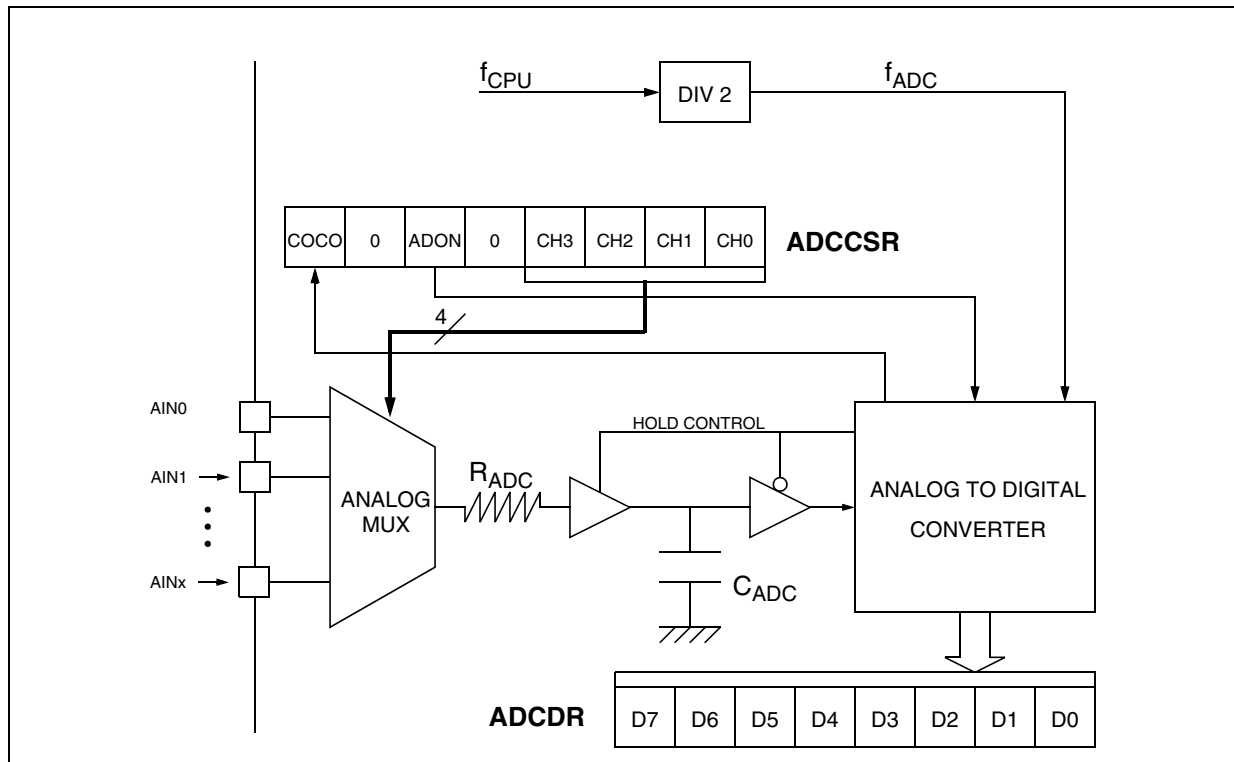 fCPU
DIV 2
fADC
COCO 0 ADON 0 CH3 CH2 CH1 CH0
ADCCSR
4
AIN0
HOLD CONTROL
AIN1
RADC
ANALOG
MUX
ANALOG TO DIGITAL
CONVERTER
AINx
CADC
ADCDR
D7 D6 D5 D4 D3 D2 D1 D0